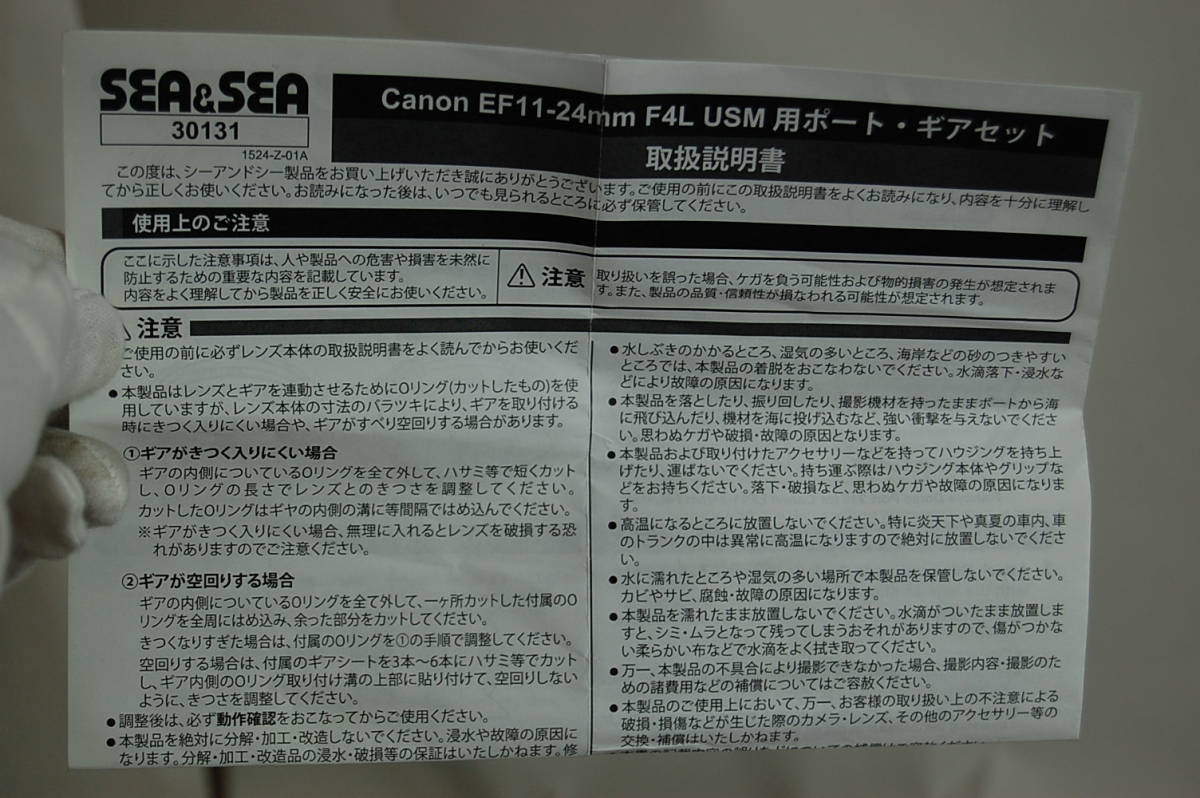 SEA&SEA
30131
1524-Z-01A
Canon EF11-24mm F4L USM 用ポート・ギアセット
取扱説明書
この度は、シーアンドシー製品をお買い上げいただき誠にありがとうございます。ご使用の前にこの取扱説明書をよくお読みになり、内容を十分に理解し
てから正しくお使いください。お読みになった後は、いつでも見られるところに必ず保管してください。
使用上のご注意
ここに示した注意事項は、人や製品への危害や損害を未然に
防止するための重要な内容を記載しています。
内容をよく理解してから製品を正しく安全にお使いください。
注意
取り扱いを誤った場合、ケガを負う可能性および物的損害の発生が想定されま
す。また、製品の品質・信頼性が損なわれる可能性が想定されます。
注意
ご使用の前に必ずレンズ本体の取扱説明書をよく読んでからお使いくだ
さい。
●本製品はレンズとギアを連動させるためにOリング(カットしたもの)を使
用していますが、レンズ本体の寸法のバラツキにより、ギアを取り付ける
時にきつく入りにくい場合や、ギアがすべり空回りする場合があります。
①ギアがきつく入りにくい場合
ギアの内側についているOリングを全て外して、ハサミ等で短くカット
し、Oリングの長さでレンズとのきつさを調整してください。
カットしたOリングはギヤの内側の溝に等間隔ではめ込んでください。
※ギアがきつく入りにくい場合、無理に入れるとレンズを破損する恐
れがありますのでご注意ください。
②ギアが空回りする場合
ギアの内側についているOリングを全て外して、一ヶ所カットした付属のO
リングを全周にはめ込み、余った部分をカットしてください。
きつくなりすぎた場合は、付属のOリングを①の手順で調整してください。
空回りする場合は、付属のギアシートを3本〜6本にハサミ等でカット
し、ギア内側のOリング取り付け溝の上部に貼り付けて、空回りしない
ように、きつさを調整してください。
●調整後は、必ず動作確認をおこなってからご使用ください。
●本製品を絶対に分解・加工・改造しないでください。浸水や故障の原因に
なります。分解・加工・改造品の浸水・破損等の保証はいたしかねます。修
●水しぶきのかかるところ、湿気の多いところ、海岸などの砂のつきやすい
ところでは、本製品の着脱をおこなわないでください。水滴落下・浸水な
どにより故障の原因になります。
●本製品を落としたり、振り回したり、撮影機材を持ったままボートから海
に飛び込んだり、機材を海に投げ込むなど、強い衝撃を与えないでくださ
い。思わぬケガや破損・故障の原因となります。
●本製品および取り付けたアクセサリーなどを持ってハウジングを持ち上
げたり、運ばないでください。持ち運ぶ際はハウジング本体やグリップな
どをお持ちください。落下・破損など、思わぬケガや故障の原因になりま
す。
●高温になるところに放置しないでください。特に炎天下や真夏の車内、車
のトランクの中は異常に高温になりますので絶対に放置しないでくださ
い。
●水に濡れたところや湿気の多い場所で本製品を保管しないでください。
カビやサビ、腐蝕・故障の原因になります。
●本製品を濡れたまま放置しないでください。水滴がついたまま放置しま
すと、シミ・ムラとなって残ってしまうおそれがありますので、傷がつかな
い柔らかい布などで水滴をよく拭き取ってください。
●万一、本製品の不具合により撮影できなかった場合、撮影内容・撮影のた
めの諸費用などの補償についてはご容赦ください。
●本製品のご使用上において、万一、お客様の取り扱い上の不注意による
破損・損傷などが生じた際のカメラ・レンズ、その他のアクセサリー等の
交換・補償はいたしかねます。